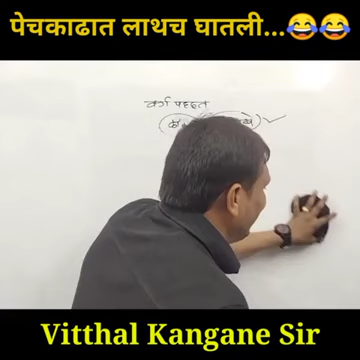 पेचकाढात लाथच घातली...😂😂
वर्ग पद्धत
Vitthal Kangane Sir